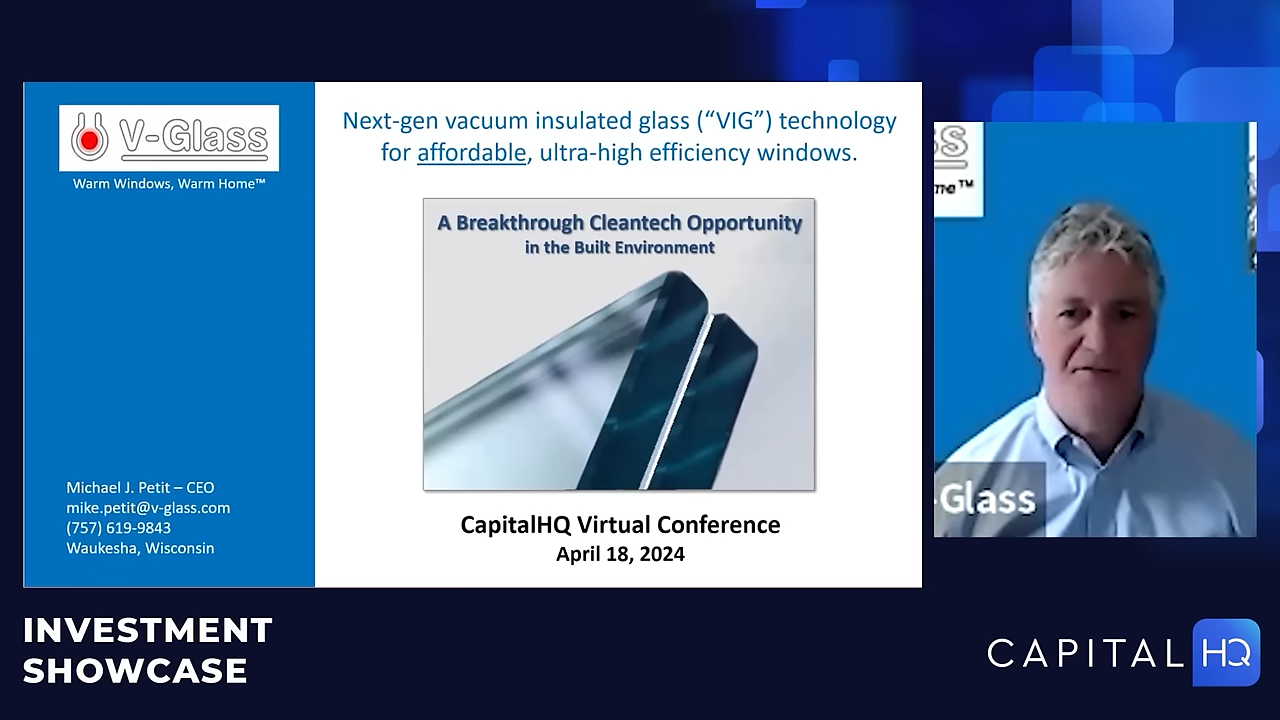 V-Glass
Warm Windows, Warm Home™
Next-gen vacuum insulated glass (“VIG”) technology
for affordable, ultra-high efficiency windows.
A Breakthrough Cleantech Opportunity
in the Built Environment
Michael J. Petit – CEO
mike.petit@v-glass.com
(757) 619-9843
Waukesha, Wisconsin
CapitalHQ Virtual Conference
April 18, 2024
ss
me™
-Glass
INVESTMENT
SHOWCASE
CAPITAL HQ